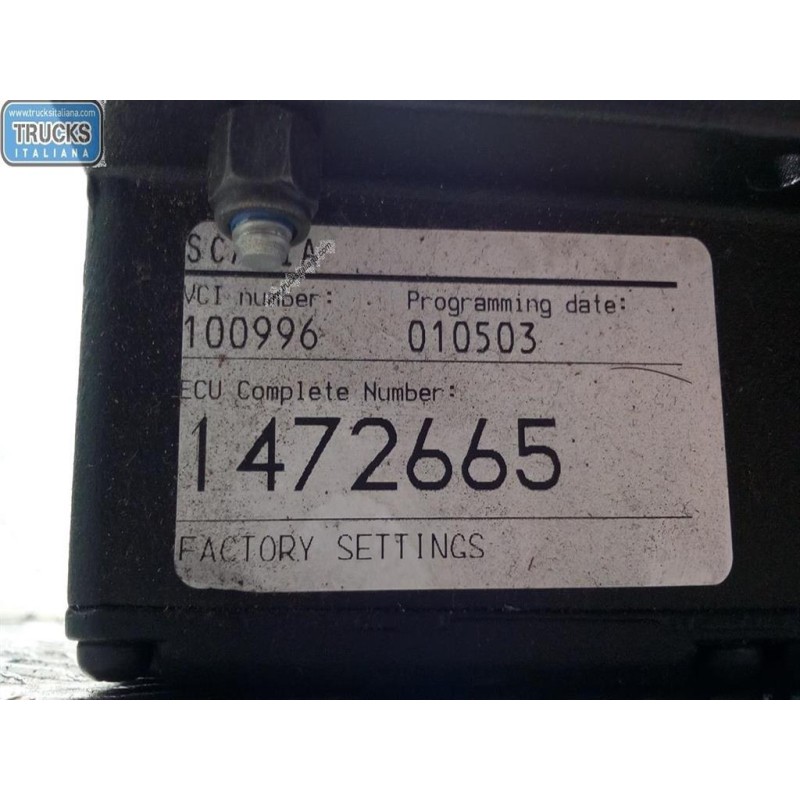 www.trucksitaliana.com
TRUCKS
ITALIANA
VCI number: Programming date:
100996 010503
ECU Complete Number:
1472665
FACTORY SETTINGS